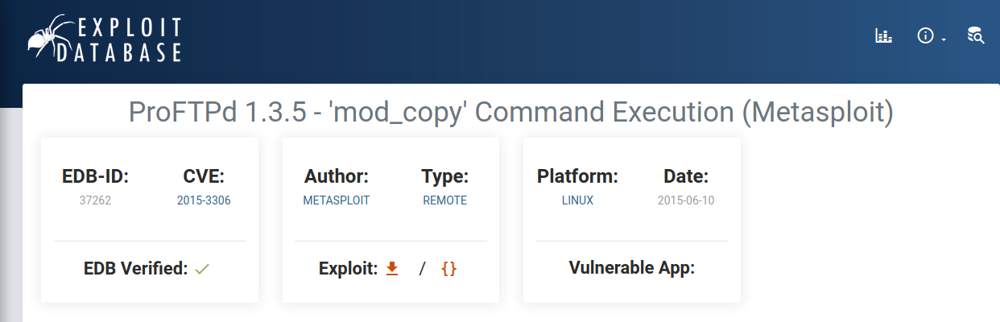 EXPLOIT
DATABASE
ProFTPd 1.3.5 - 'mod_copy' Command Execution (Metasploit)
EDB-ID: CVE:
37262 2015-3306
EDB Verified:
Author: Type:
METASPLOIT REMOTE
Exploit: / {}
Platform: Date:
LINUX 2015-06-10
Vulnerable App: